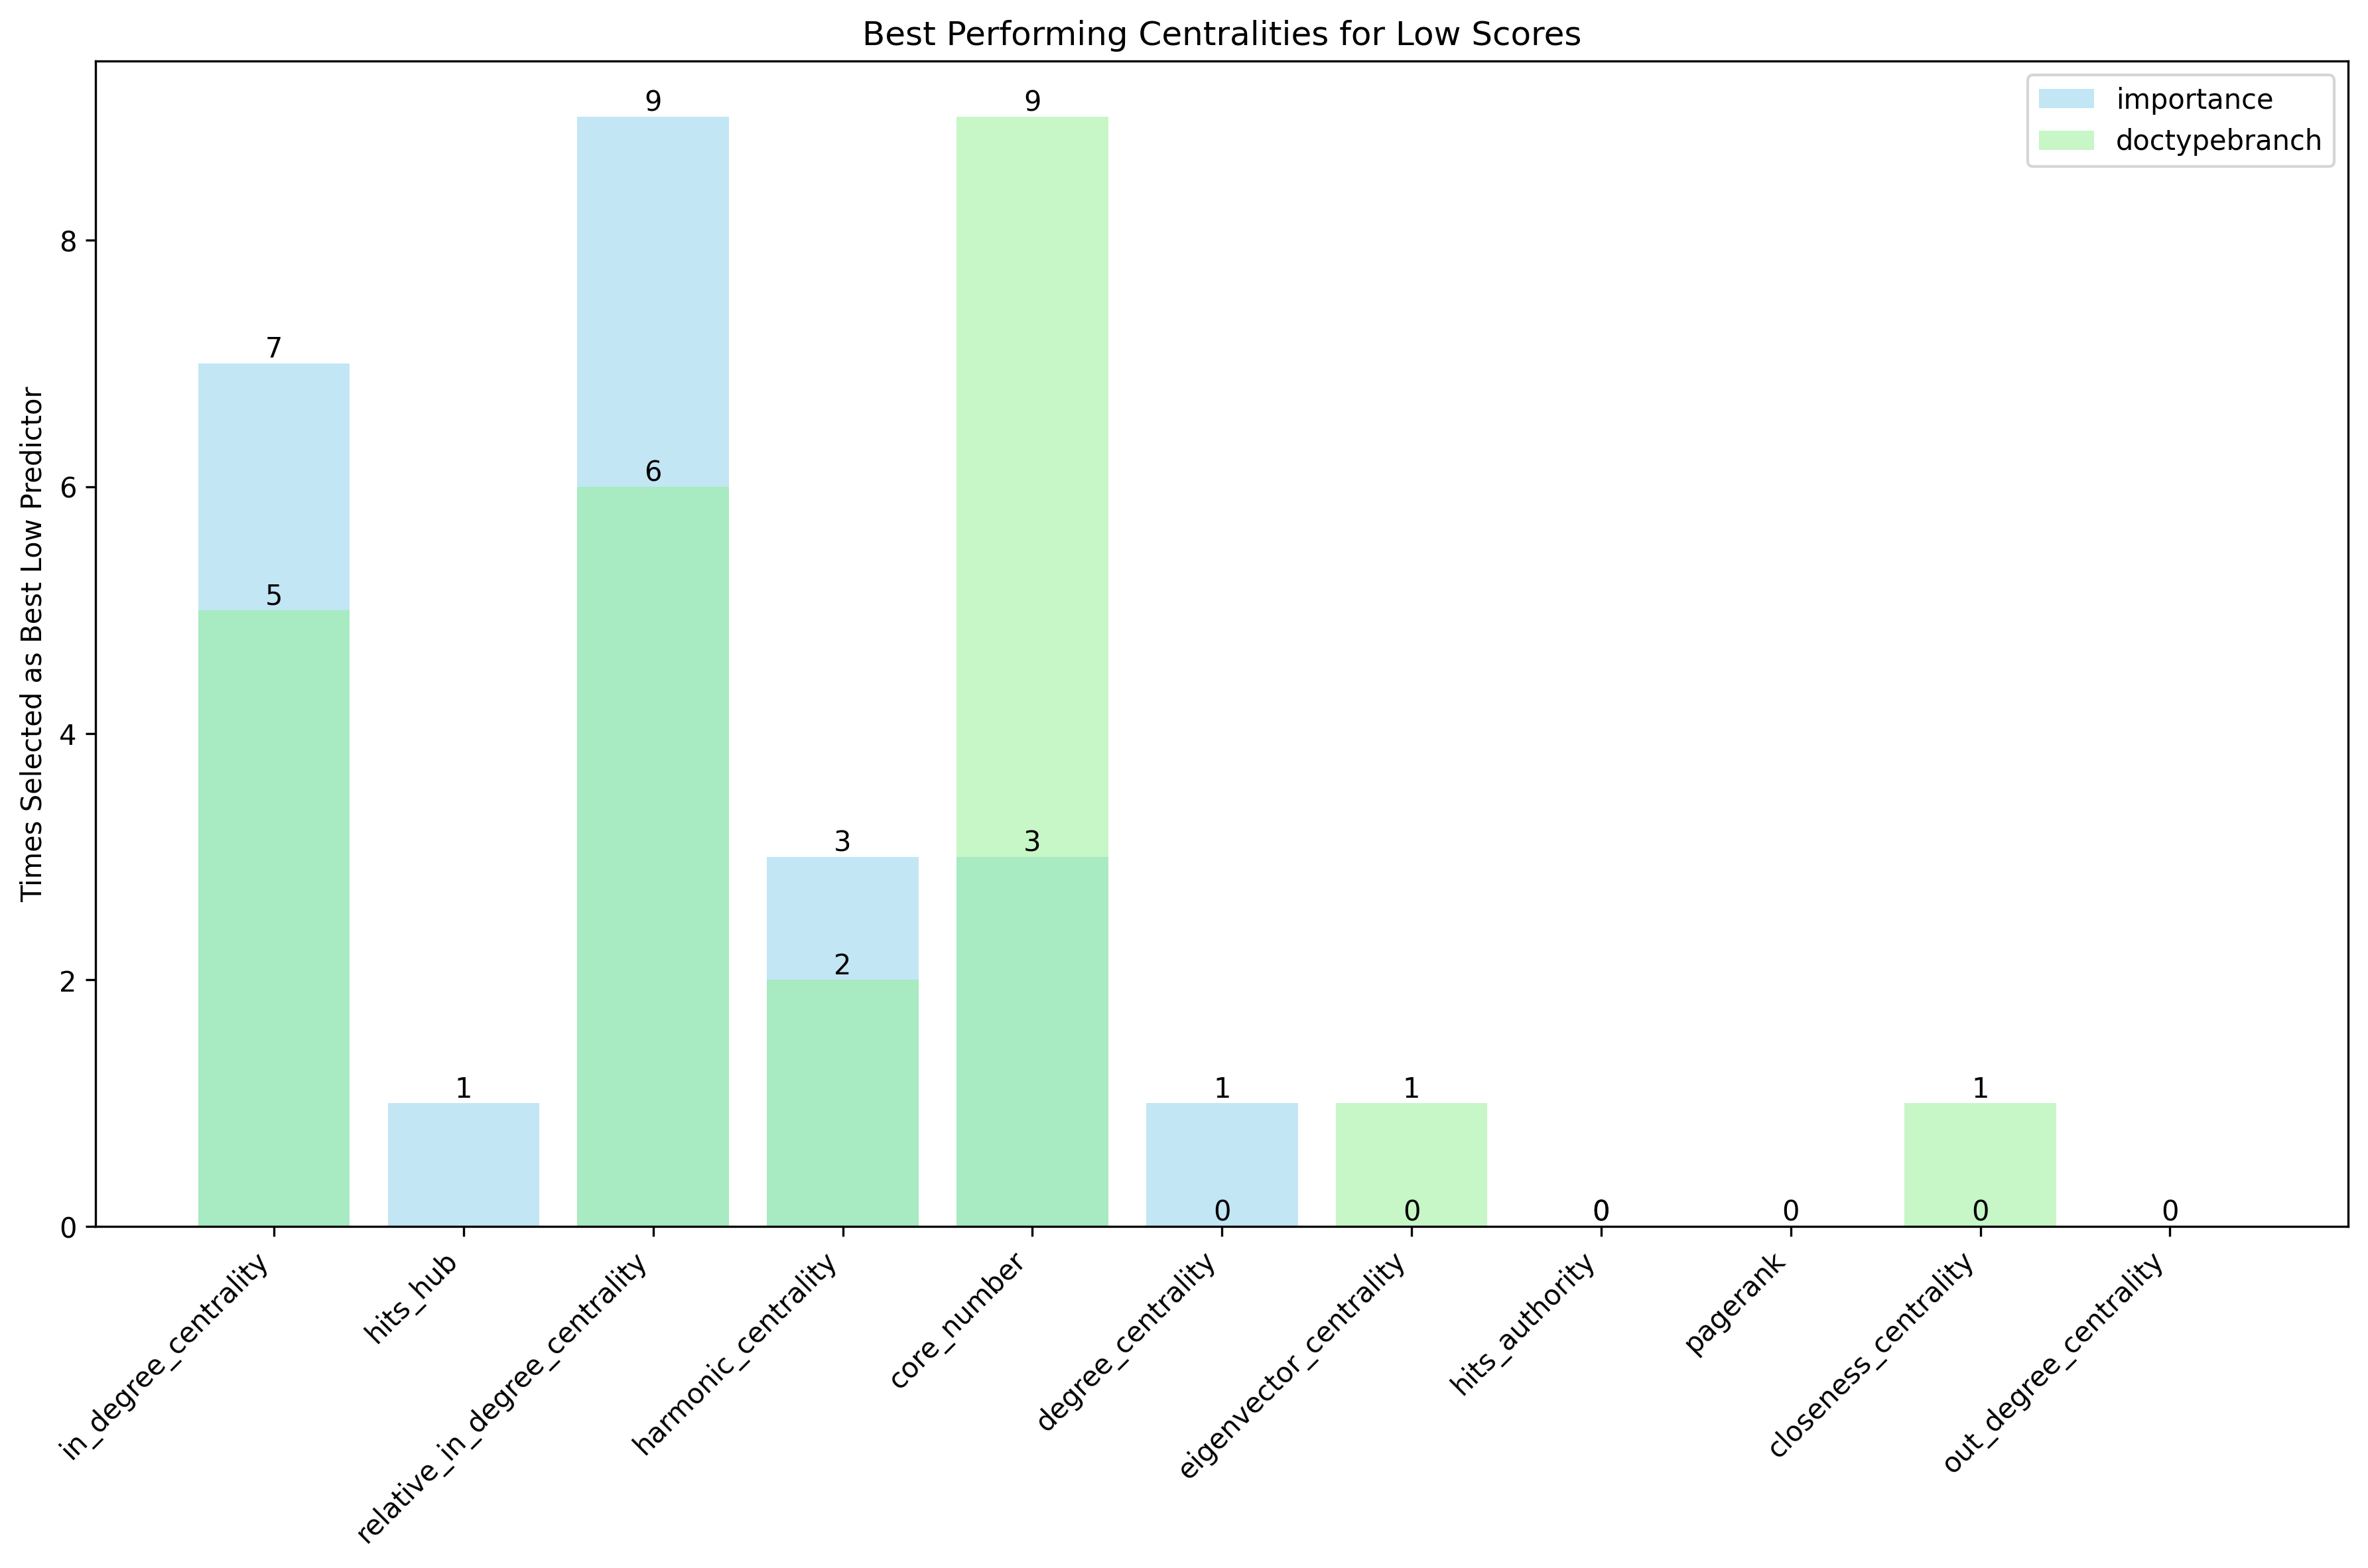 Best Performing Centralities for Low Scores
importance
doctypebranch
Times Selected as Best Low Predictor
8
6
4
2
0
7
5
1
9
6
3
2
9
3
1
0
1
0
0
0
1
0
0
in_degree_centrality
hits_hub
relative_in_degree_centrality
harmonic_centrality
core_number
degree_centrality
eigenvector_centrality
hits_authority
pagerank
closeness_centrality
out_degree_centrality